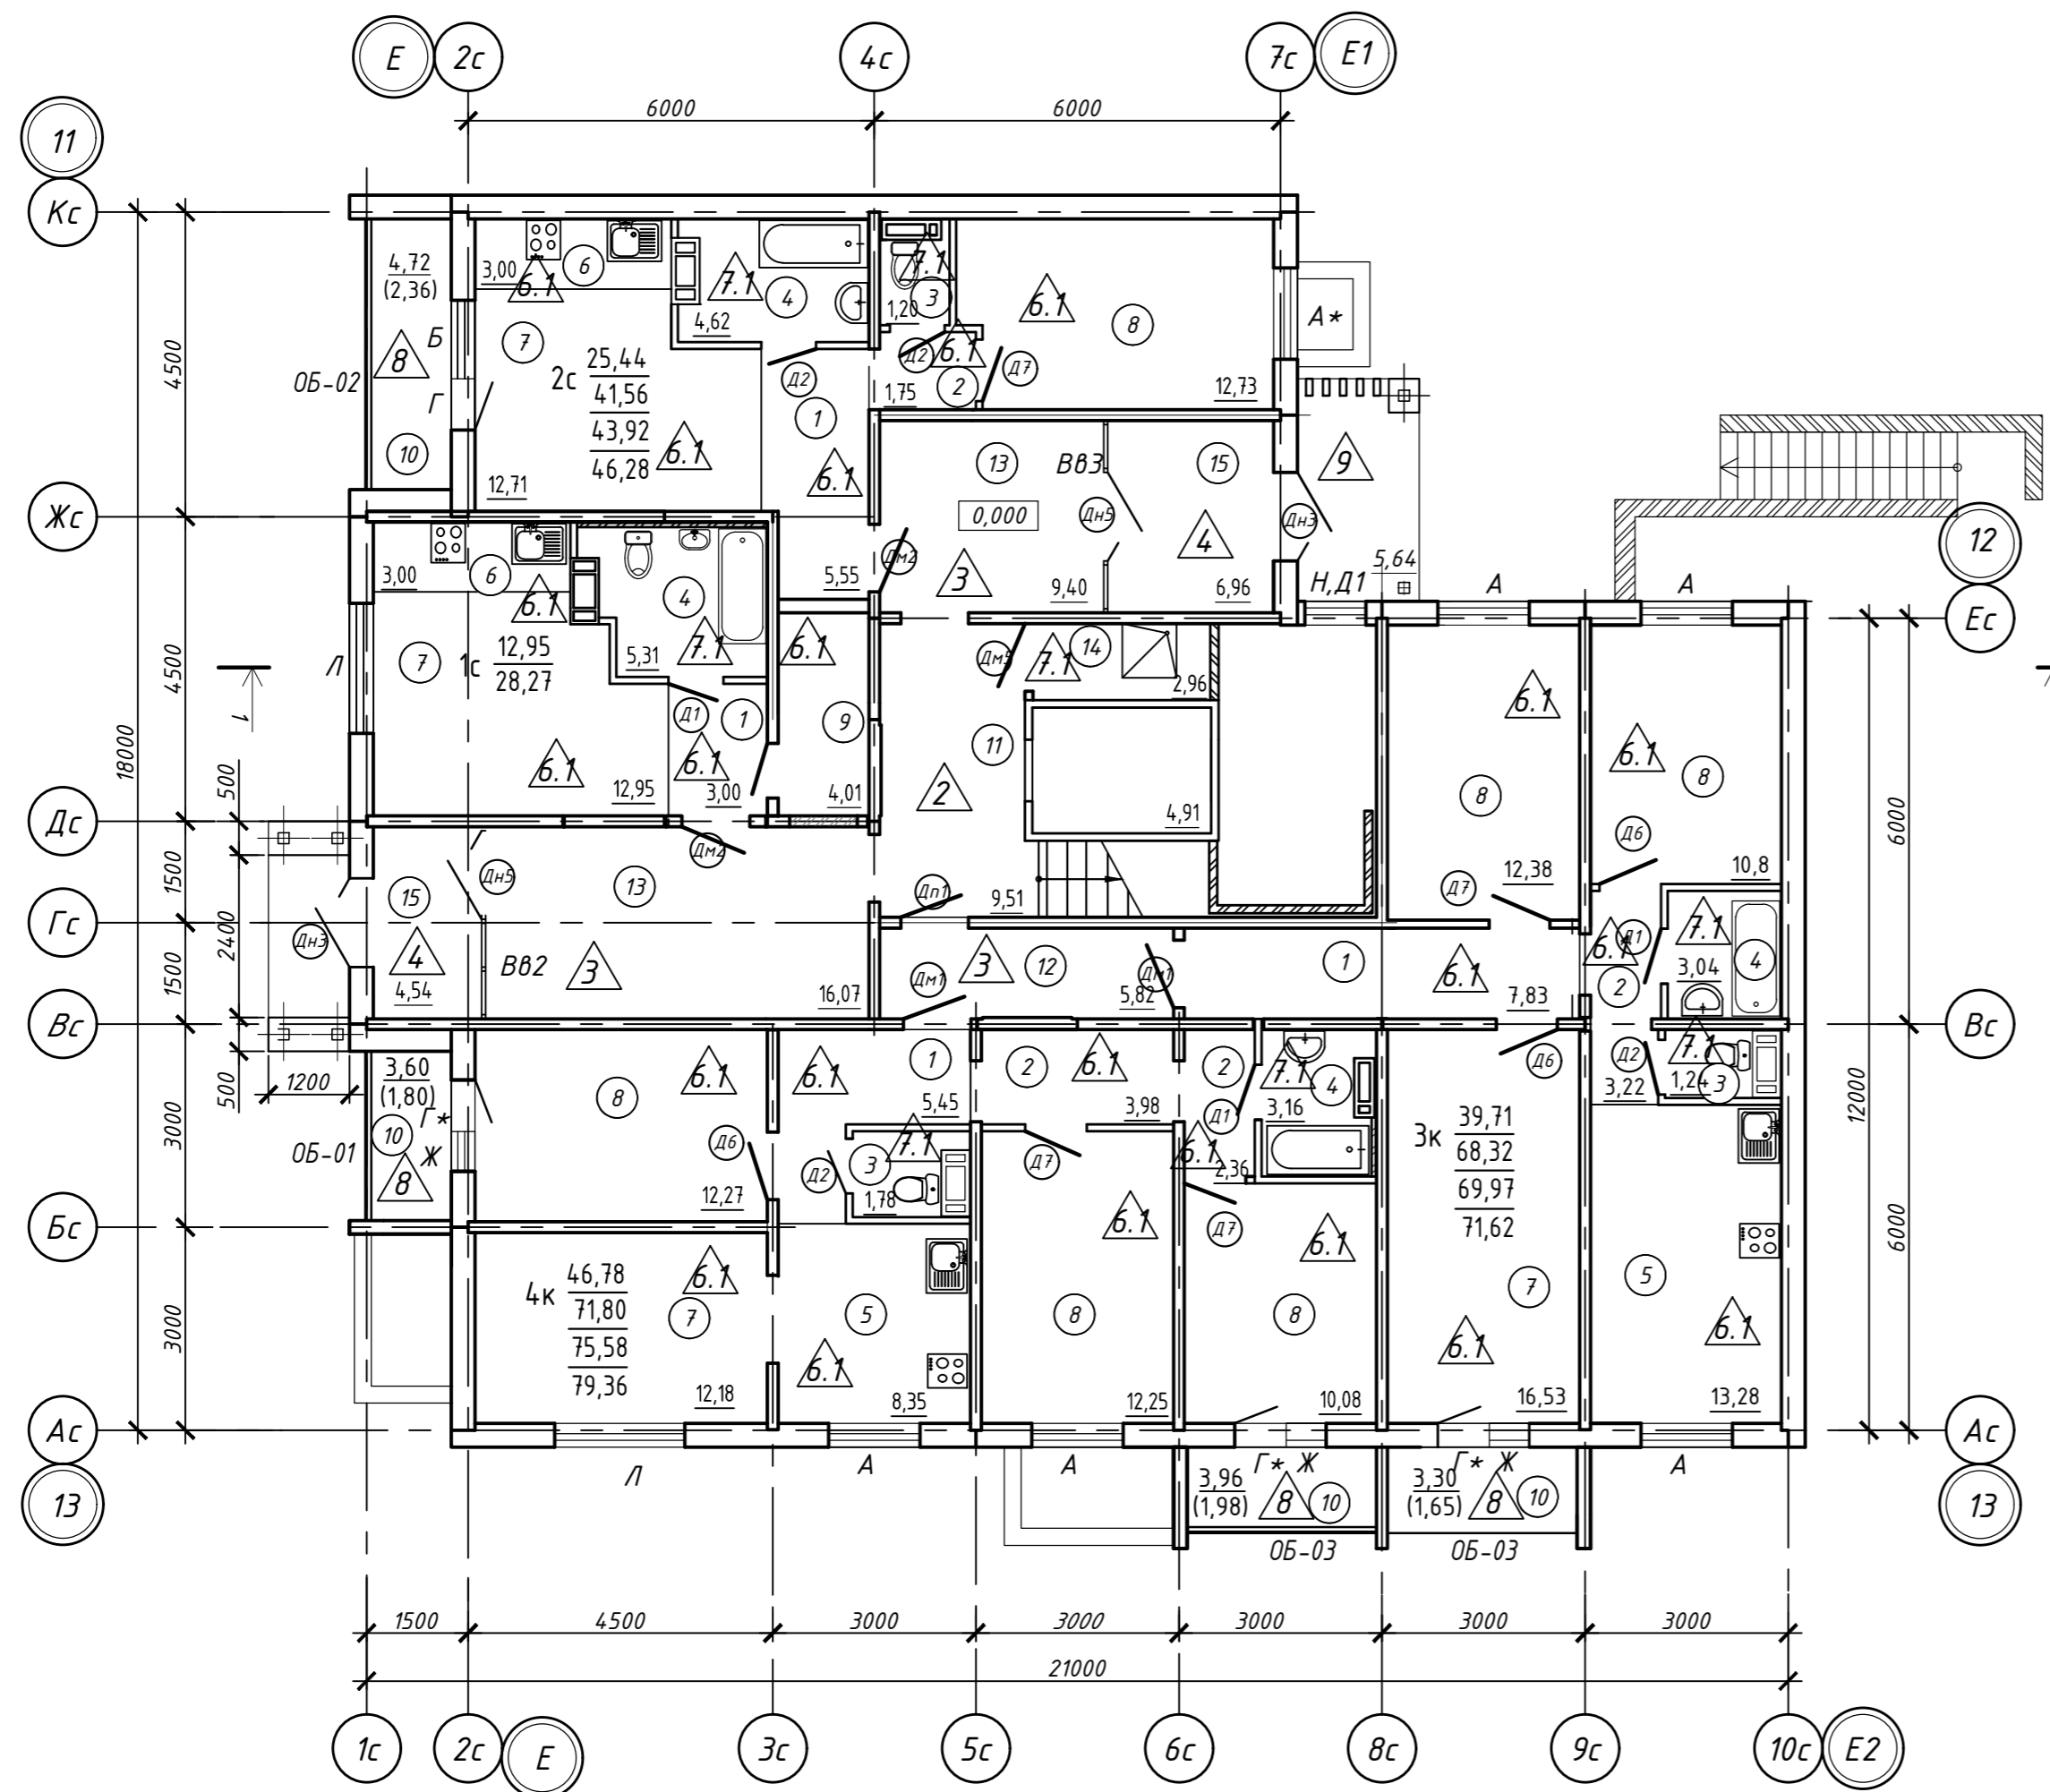 Е 2с 4с 7с Е1
6000 6000
11
Кс
4,72
(2,36)
3,00 6.1 6 7.1 4
4,62
7.1 3
1,20
6.1 8
А*
8 Б 7
ОБ-02
Г
2с 25,44
41,56
43,92
46,28
Д2 Д2 6.1 2 Д7
1,75 12,73
1
4500
10 12,71 6.1 6.1
13 Вв3 15 9
Жс
0,000 Дн5 Дн3
12
3,00 6 6.1 4
5,55 Дм2 3 9,40 4 6,96
5,64
Н,Д1 А А
Ес
7 1с 12,95
28,27
5,31 7.1 6.1
Дм5 7.1 14
2,96
Л
4500
1
Д1 1 9 11
6.1 6.1
6.1 8 8
18000
500
12,95 3,00 4,01 2 4,91
6.1
Дс
6000
12000
Дм2
Дн5 13
15
Дп1 9,51
Д6
10,8
Д7 12,38
1500
Гс
2400
Дн3 4
4,54
Вв2 3 16,07
Дм1 3 12 Дм1
5,82
1 6.1 7,83
6.1 Д1 7.1 4
3,04
2
1500
Вс Вс
500
1200
3,60
(1,80)
Г*
10 Ж
ОБ-01
8
8 6.1 6.1 1
5,45
2 6.1 3,98
2 7.1 4
Д1 3,16
6.1 2,36
Д6
Д2 7.1
3,22 1,24 3
Д6 Д2 3 7.1
12,27 1,78
Д7
Д7
3к 39,71
68,32
69,97
71,62
3000
Бс
6000
4к 46,78
71,80
75,58
79,36
6.1 7 5
6.1 8 6.1 8
7 6.1 5 6.1
3000
12,18 6.1 8,35 12,25 10,08 16,53 13,28
Ас Ас
Л А А Г* Ж Г* Ж А
3,96
(1,98)
8 10
3,30
(1,65)
8 10
13 13
ОБ-03 ОБ-03
1500 4500 3000 3000 3000 3000 3000
21000
1с 2с Е 3с 5с 6с 8с 9с 10с Е2